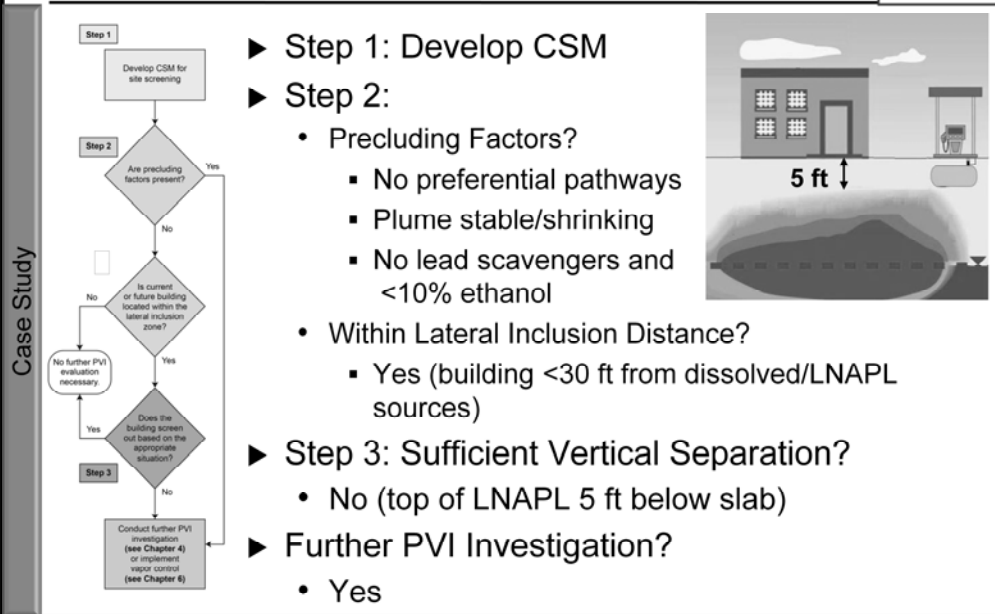 Case Study
Step 1
Develop CSM for
site screening
Step 2
Are precluding
factors present?
Yes
No
Is current
or future building
located within the
lateral inclusion
zone?
No
Yes
No further PVI
evaluation
necessary.
Does the
building screen
out based on the
appropriate
situation?
Yes
Step 3
No
Conduct further PVI
investigation
(see Chapter 4)
or implement
vapor control
(see Chapter 6)
► Step 1: Develop CSM
► Step 2:
• Precluding Factors?
▪ No preferential pathways
▪ Plume stable/shrinking
▪ No lead scavengers and
<10% ethanol
• Within Lateral Inclusion Distance?
▪ Yes (building <30 ft from dissolved/LNAPL
sources)
► Step 3: Sufficient Vertical Separation?
• No (top of LNAPL 5 ft below slab)
► Further PVI Investigation?
• Yes
5 ft